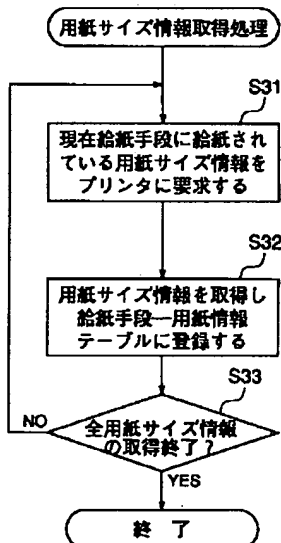 用紙サイズ情報取得処理
S31
現在給紙手段に給紙され
ている用紙サイズ情報を
プリンタに要求する
S32
用紙サイズ情報を取得し
給紙手段―用紙情報
テーブルに登録する
S33
全用紙サイズ情報
の取得終了?
NO
YES
終了